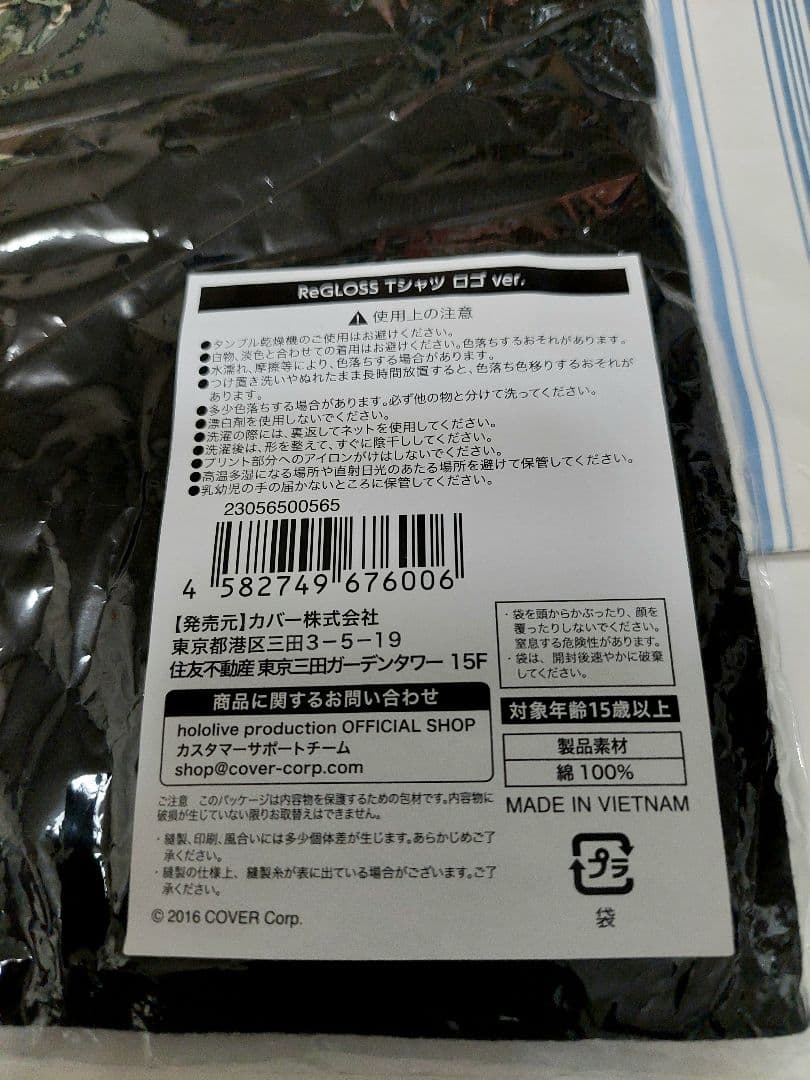 ReGLOSS Tシャツ ロゴ ver.
使用上の注意
●タンブル乾燥機のご使用はお避けください。
●白物、淡色と合わせての着用はお避けください。色落ちするおそれがあります。
●水濡れ、摩擦等により、色落ちする場合があります。
●つけ置き洗いやぬれたまま長時間放置すると、色落ち色移りするおそれが
あります。
●多少色落ちする場合があります。必ず他の物と分けて洗ってください。
●漂白剤を使用しないでください。
●洗濯の際には、裏返してネットを使用してください。
●洗濯後は、形を整えて、すぐに陰干ししてください。
●プリント部分へのアイロンがけはしないでください。
●高温多湿になる場所や直射日光のあたる場所を避けて保管してください。
●乳幼児の手の届かないところに保管してください。
23056500565
4 582749 676006
【発売元】カバー株式会社
東京都港区三田3-5-19
住友不動産 東京三田ガーデンタワー 15F
商品に関するお問い合わせ
hololive production OFFICIAL SHOP
カスタマーサポートチーム
shop@cover-corp.com
ご注意 このパッケージは内容物を保護するための包材です。内容物に
破損が生じていない限りお取替えはできません。
・縫製、印刷、風合いには多少個体差が生じます。あらかじめご了
承ください。
・縫製の仕様上、縫製糸が表に出ている場合がございます。ご了
承ください。
© 2016 COVER Corp.
・袋を頭からかぶったり、顔を
覆ったりしないでください。
窒息する危険性があります。
・袋は、開封後速やかに破棄
してください。
対象年齢15歳以上
製品素材
綿 100%
MADE IN VIETNAM
プラ
袋